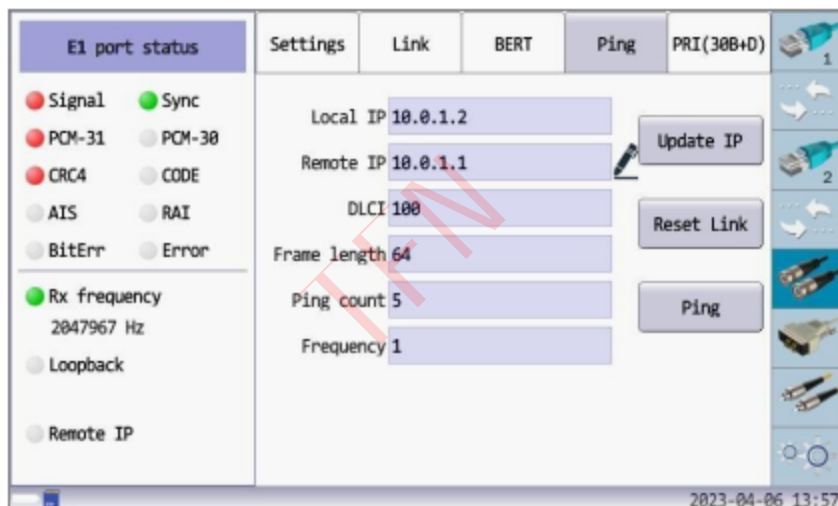 E1 port status
Settings
Link
BERT
Ping
PRI(30B+D)
Signal
Sync
PCM-31
PCM-30
CRC4
CODE
AIS
RAI
BitErr
Error
Rx frequency
2047967 Hz
Loopback
Remote IP
Local IP 10.0.1.2
Remote IP 10.0.1.1
DLCI 100
Frame length 64
Ping count 5
Frequency 1
Update IP
Reset Link
Ping
1
2
TFN
2023-04-06 13:57